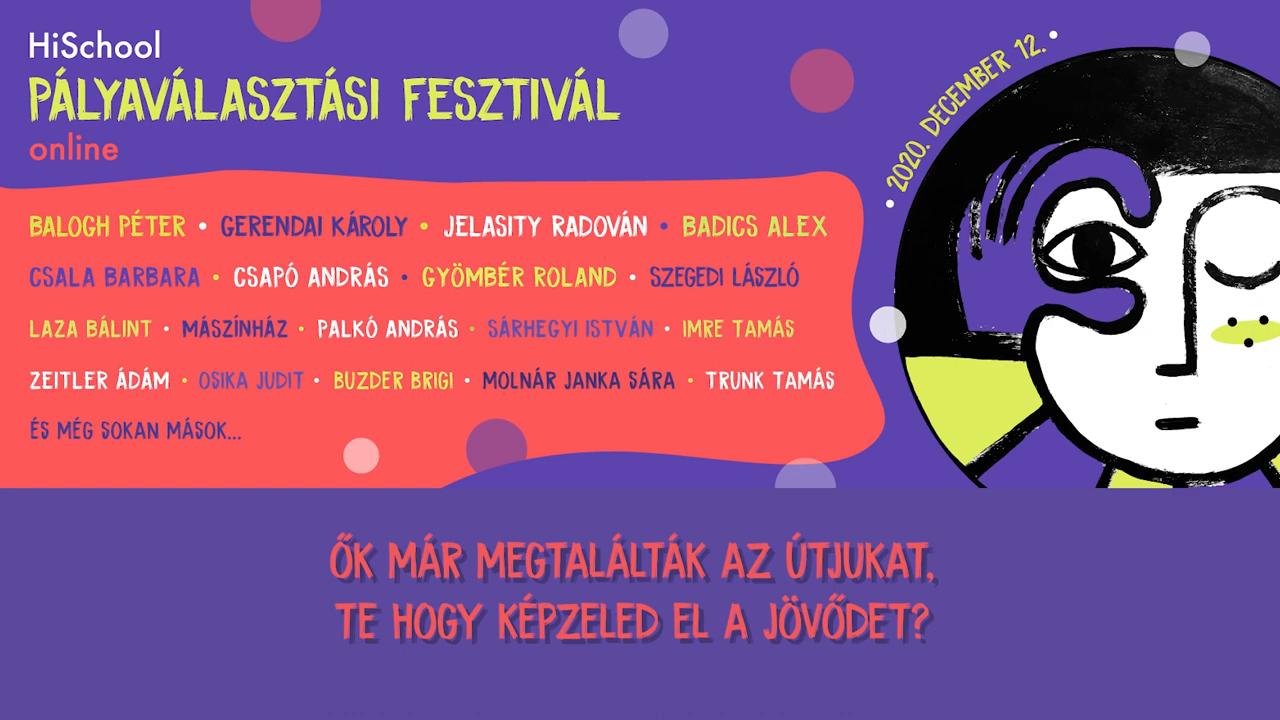 HiSchool
PÁLYAVÁLASZTÁSI FESZTIVÁL
online
• 2020. DECEMBER 12. •
BALOGH PÉTER • GERENDAI KÁROLY • JELASITY RADOVÁN • BADICS ALEX
CSALA BARBARA • CSAPÓ ANDRÁS • GYÖMBÉR ROLAND • SZEGEDI LÁSZLÓ
LAZA BÁLINT • MÁSZÍNHÁZ • PALKÓ ANDRÁS • SÁRHEGYI ISTVÁN • IMRE TAMÁS
ZEITLER ÁDÁM • OSIKA JUDIT • BUZDER BRIGI • MOLNÁR JANKA SÁRA • TRUNK TAMÁS
ÉS MÉG SOKAN MÁSOK...
ŐK MÁR MEGTALÁLTÁK AZ ÚTJUKAT,
TE HOGY KÉPZELED EL A JÖVŐDET?